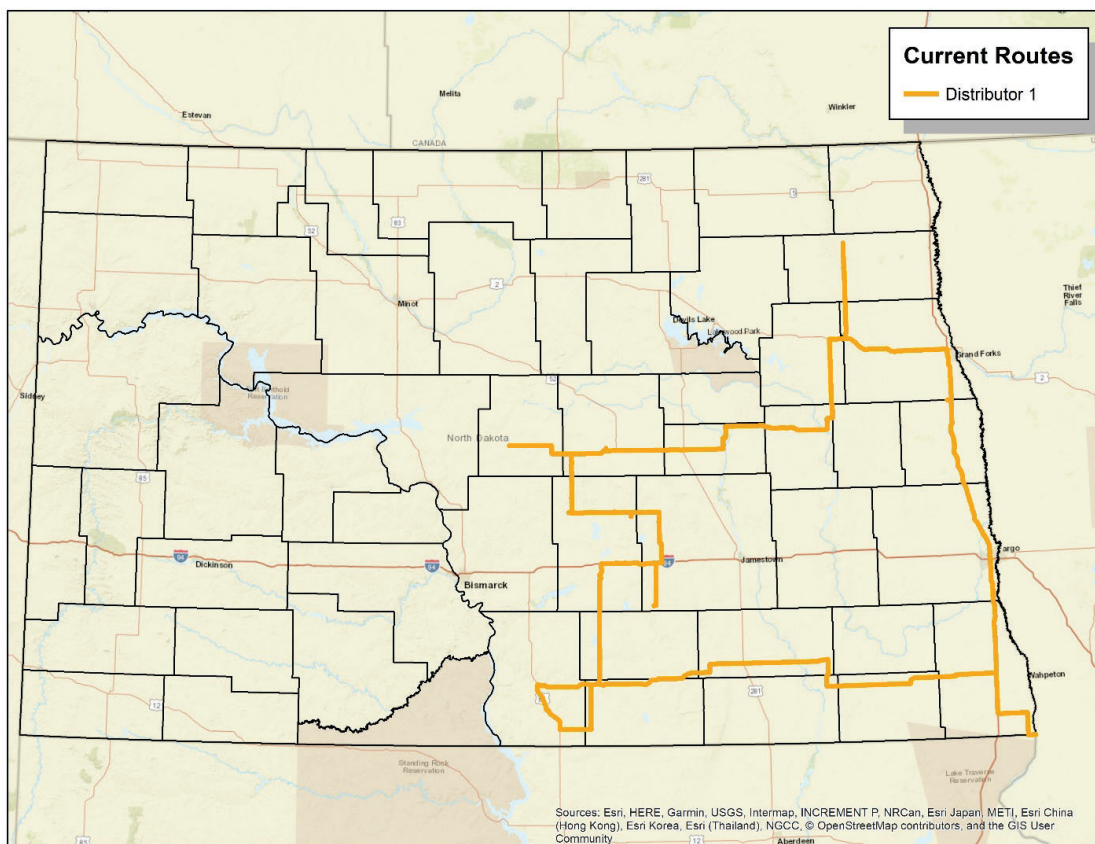 Current Routes
Distributor 1
Melita
Winkler
Estevan
CANADA
281
5
83
52
2
Thief
River
Falls
Minot
Devils Lake
Lakewood Park
Grand Forks
2
Sidney
Reservation
52
North Dakota
85
94
Dickinson
94
Bismarck
94
Jamestown
Fargo
Wahpeton
83
281
12
Standing Rock
Reservation
Lake Traverse
Reservation
12
Aberdeen
Sources: Esri, HERE, Garmin, USGS, Intermap, INCREMENT P, NRCan, Esri Japan, METI, Esri China
(Hong Kong), Esri Korea, Esri (Thailand), NGCC, © OpenStreetMap contributors, and the GIS User
Community